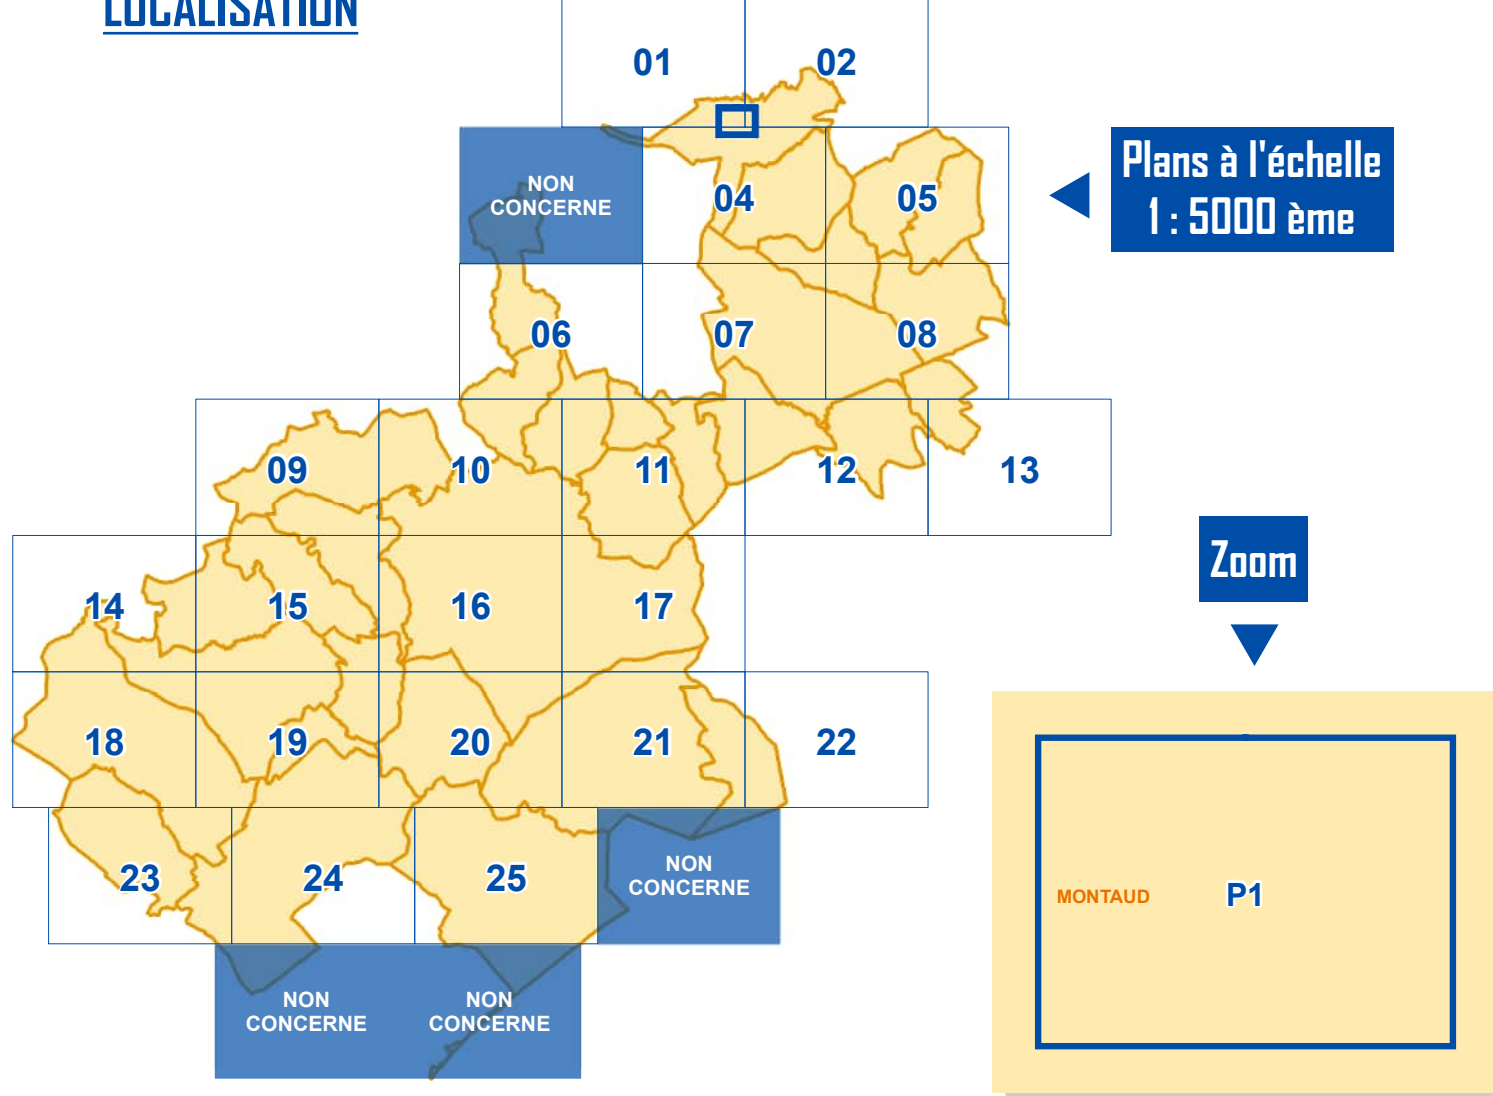 LOCALISATION
01
02
Plans à l'échelle
1 : 5000 ème
NON
CONCERNE
04
05
06
07
08
09
10
11
12
13
Zoom
14
15
16
17
18
19
20
21
22
MONTAUD
P1
23
24
25
NON
CONCERNE
NON
CONCERNE
NON
CONCERNE